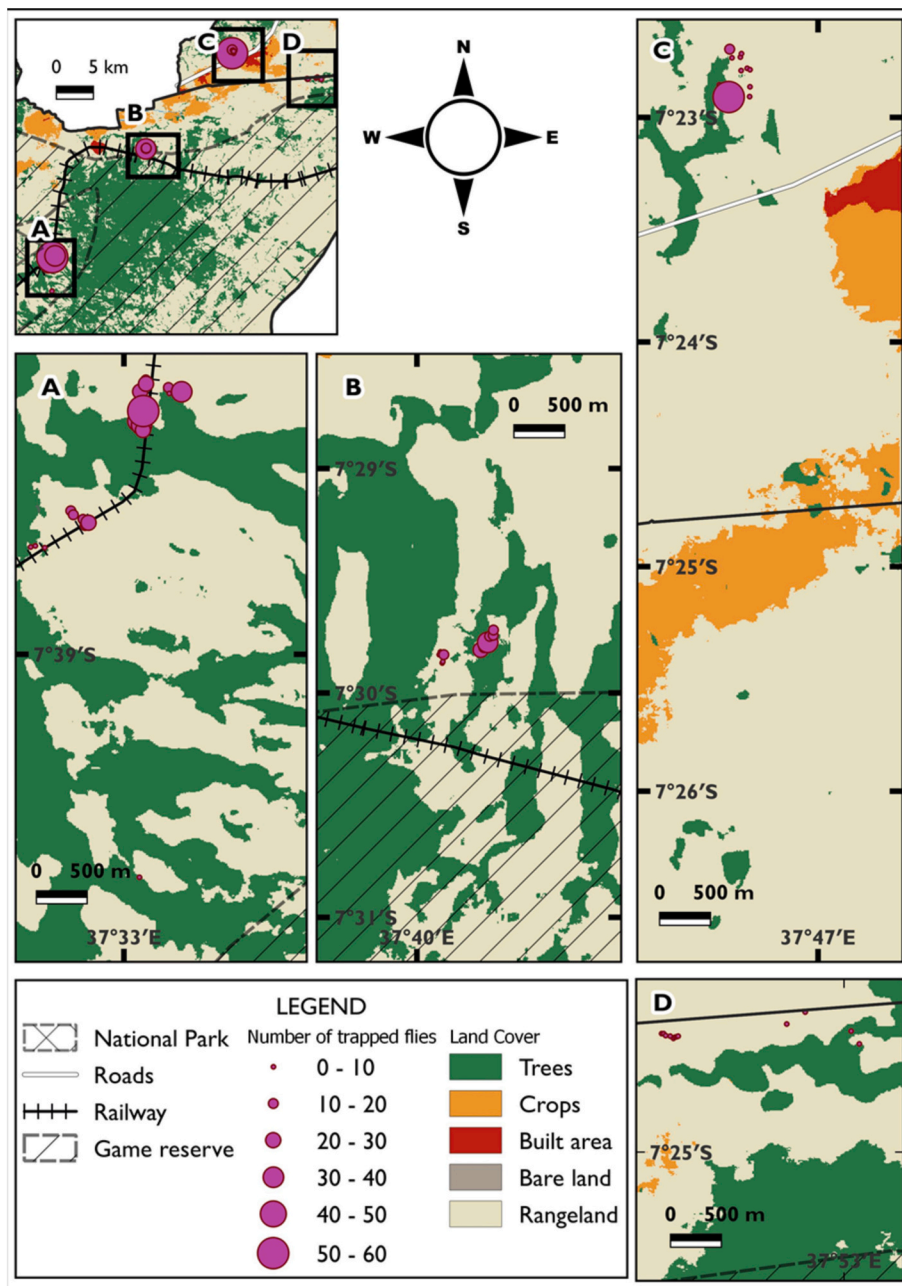 A
B
C
D
0 5 km
N
W
E
S
C
7°23'S
7°24'S
7°25'S
7°26'S
0 500 m
37°47'E
A
7°39'S
0 500 m
37°33'E
B
0 500 m
7°29'S
7°30'S
7°31'S
37°40'E
D
7°25'S
0 500 m
37°53'E
LEGEND
National Park
Roads
Railway
Game reserve
Number of trapped flies
0 - 10
10 - 20
20 - 30
30 - 40
40 - 50
50 - 60
Land Cover
Trees
Crops
Built area
Bare land
Rangeland